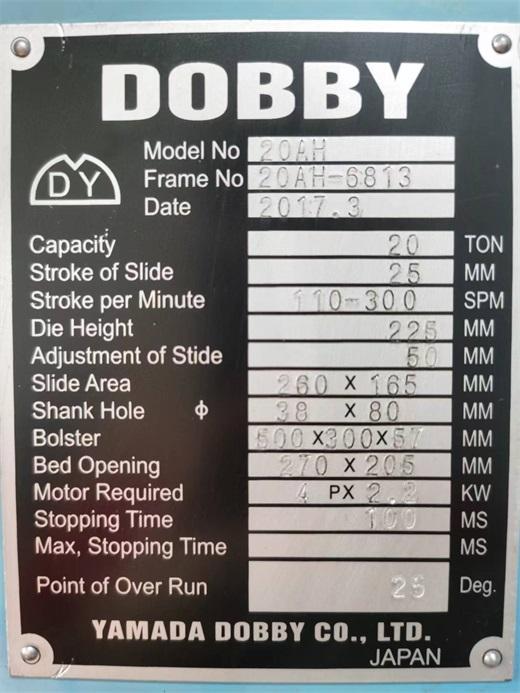 DOBBY
DY
Model No 20AH
Frame No 20AH-6813
Date 2017.3
Capacity 20 TON
Stroke of Slide 25 MM
Stroke per Minute 110-300 SPM
Die Height 225 MM
Adjustment of Stide 50 MM
Slide Area 260 X 165 MM
Shank Hole ϕ 38 X 80 MM
Bolster 500 X300X57 MM
Bed Opening 270 X 205 MM
Motor Required 4 PX 2.2 KW
Stopping Time 100 MS
Max, Stopping Time MS
Point of Over Run 25 Deg.
YAMADA DOBBY CO., LTD.
JAPAN